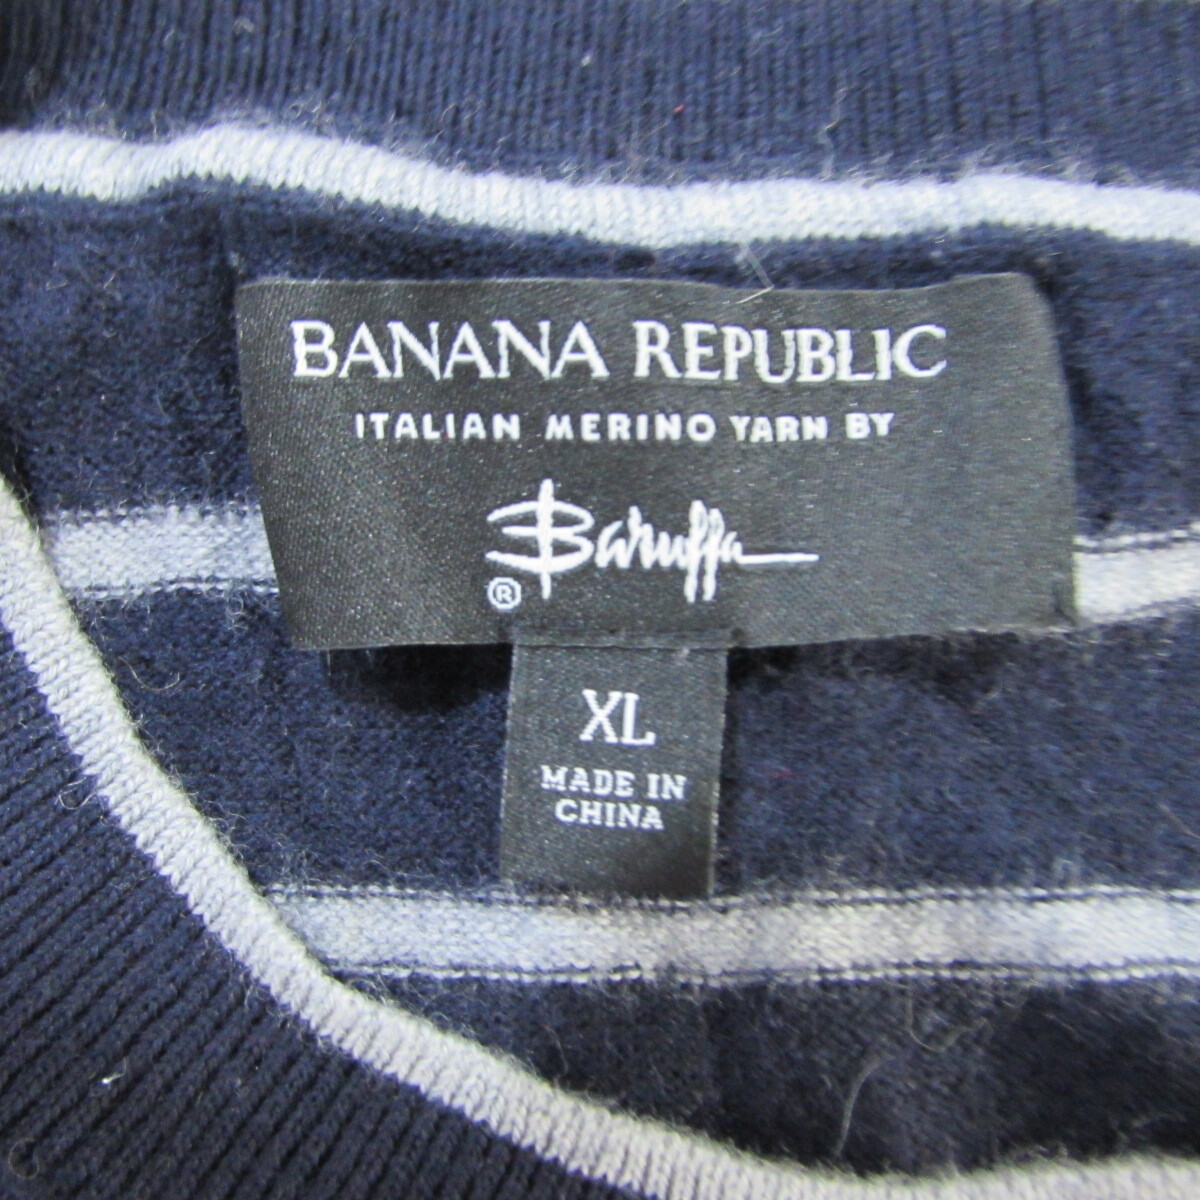 BANANA REPUBLIC
ITALIAN MERINO YARN BY
Baruffa
®
XL
MADE IN
CHINA